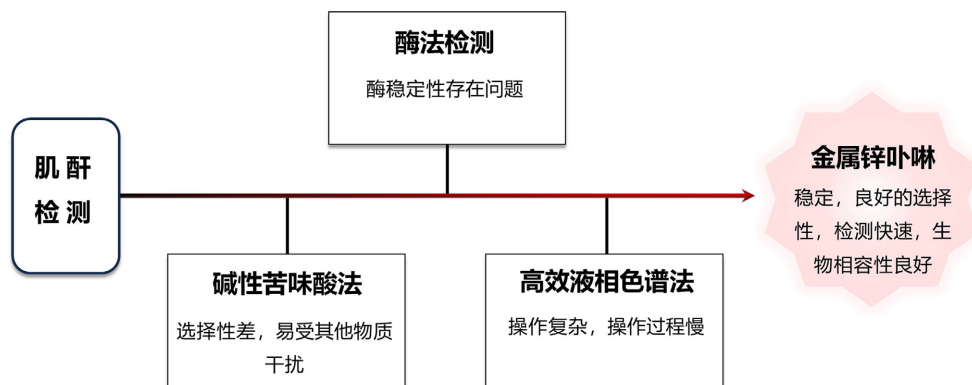 酶法检测
酶稳定性存在问题
肌酐
检测
金属锌卟啉
稳定，良好的选择
性，检测快速，生
物相容性良好
碱性苦味酸法
选择性差，易受其他物质
干扰
高效液相色谱法
操作复杂，操作过程慢